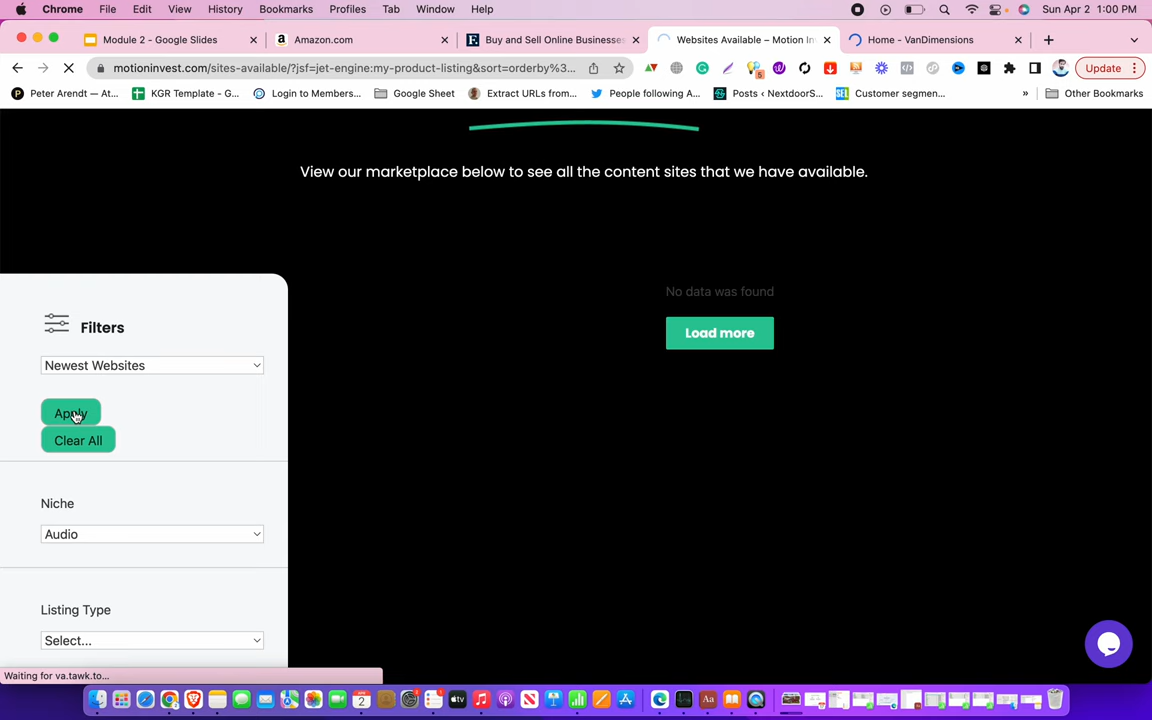 Chrome File Edit View History Bookmarks Profiles Tab Window Help Sun Apr 2 1:00 PM
Module 2 - Google Slides Amazon.com Buy and Sell Online Businesses Websites Available – Motion In Home - VanDimensions
motioninvest.com/sites-available/?jsf=jet-engine:my-product-listing&sort=orderby%3... Update
Peter Arendt — At... KGR Template - G... Login to Members... Google Sheet Extract URLs from... People following A... Posts ‹ NextdoorS... Customer segmen... » Other Bookmarks
View our marketplace below to see all the content sites that we have available.
No data was found
Load more
Filters
Newest Websites
Apply
Clear All
Niche
Audio
Listing Type
Select...
Waiting for va.tawk.to...